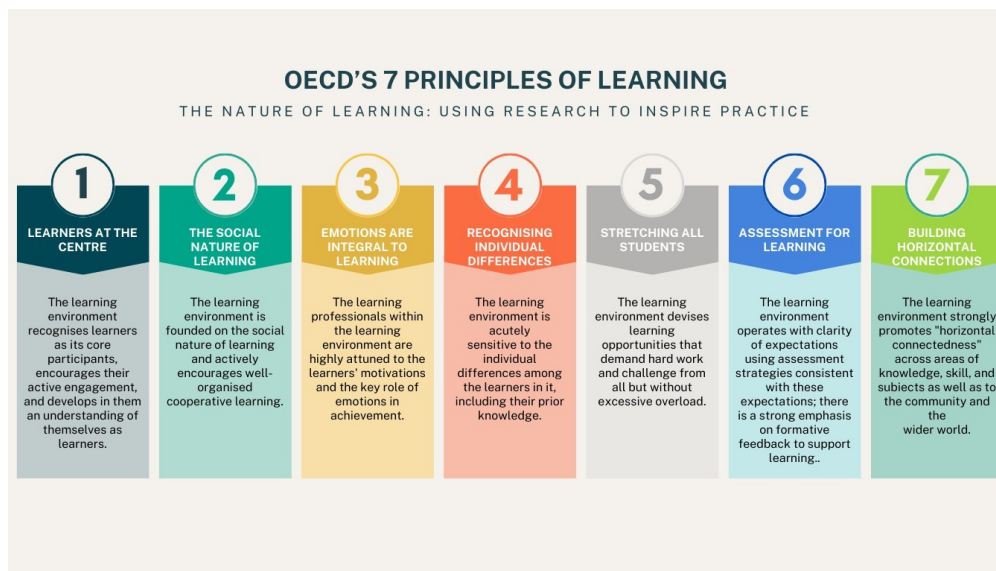 OECD'S 7 PRINCIPLES OF LEARNING
THE NATURE OF LEARNING: USING RESEARCH TO INSPIRE PRACTICE
1
LEARNERS AT THE
CENTRE
The learning
environment
recognises learners
as its core
participants,
encourages their
active engagement,
and develops in them
an understanding of
themselves as
learners.
2
THE SOCIAL
NATURE OF
LEARNING
The learning
environment is
founded on the social
nature of learning
and actively
encourages well-
organised
cooperative learning.
3
EMOTIONS ARE
INTEGRAL TO
LEARNING
The learning
professionals within
the learning
environment are
highly attuned to the
learners' motivations
and the key role of
emotions in
achievement.
4
RECOGNISING
INDIVIDUAL
DIFFERENCES
The learning
environment is
acutely
sensitive to the
individual
differences among
the learners in it,
including their prior
knowledge.
5
STRETCHING ALL
STUDENTS
The learning
environment devises
learning
opportunities that
demand hard work
and challenge from
all but without
excessive overload.
6
ASSESSMENT FOR
LEARNING
The learning
environment
operates with clarity
of expectations
using assessment
strategies consistent
with these
expectations; there
is a strong emphasis
on formative
feedback to support
learning..
7
BUILDING
HORIZONTAL
CONNECTIONS
The learning
environment strongly
promotes "horizontal
connectedness"
across areas of
knowledge, skill, and
subiects as well as to
the community and
the
wider world.